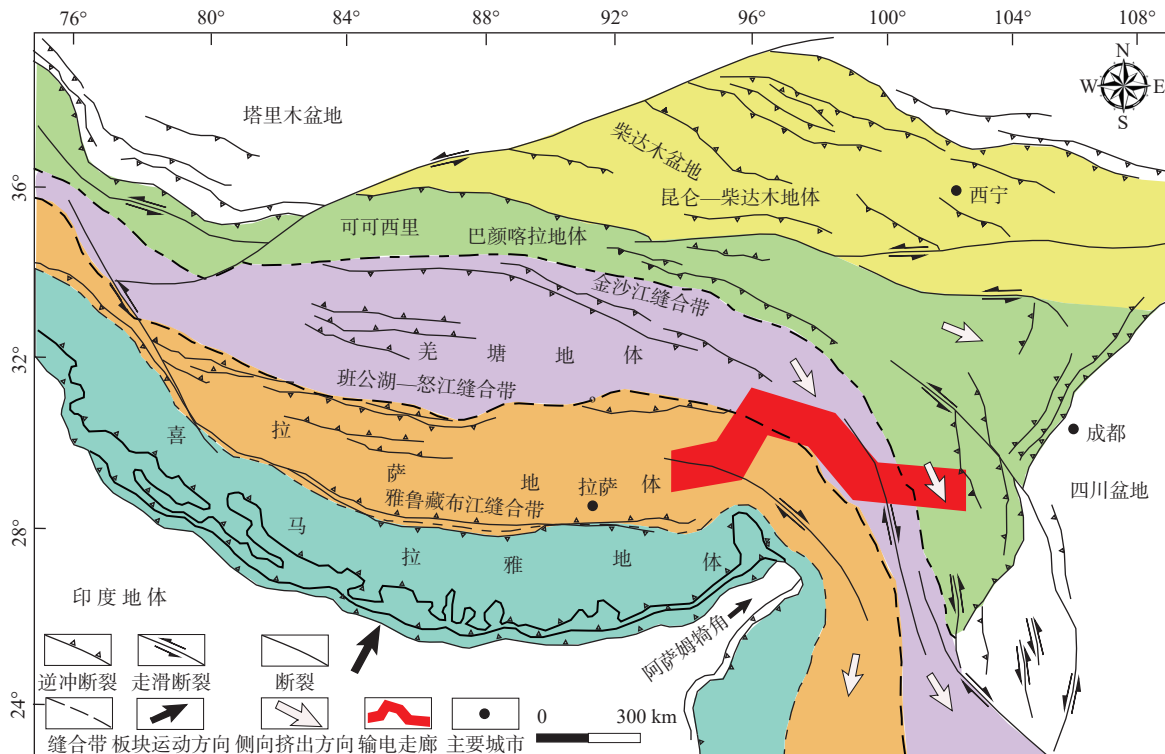 76° 80° 84° 88° 92° 96° 100° 104° 108°
N
W E
S
塔里木盆地
柴达木盆地
36°
昆仑—柴达木地体
西宁
可可西里
巴颜喀拉地体
金沙江缝合带
32°
羌塘地体
班公湖—怒江缝合带
成都
拉萨地体
拉萨
四川盆地
雅鲁藏布江缝合带
28°
喜马拉雅地体
印度地体
阿萨姆犄角
逆冲断裂 走滑断裂 断裂
24°
0 300 km
缝合带 板块运动方向 侧向挤出方向 输电走廊 主要城市